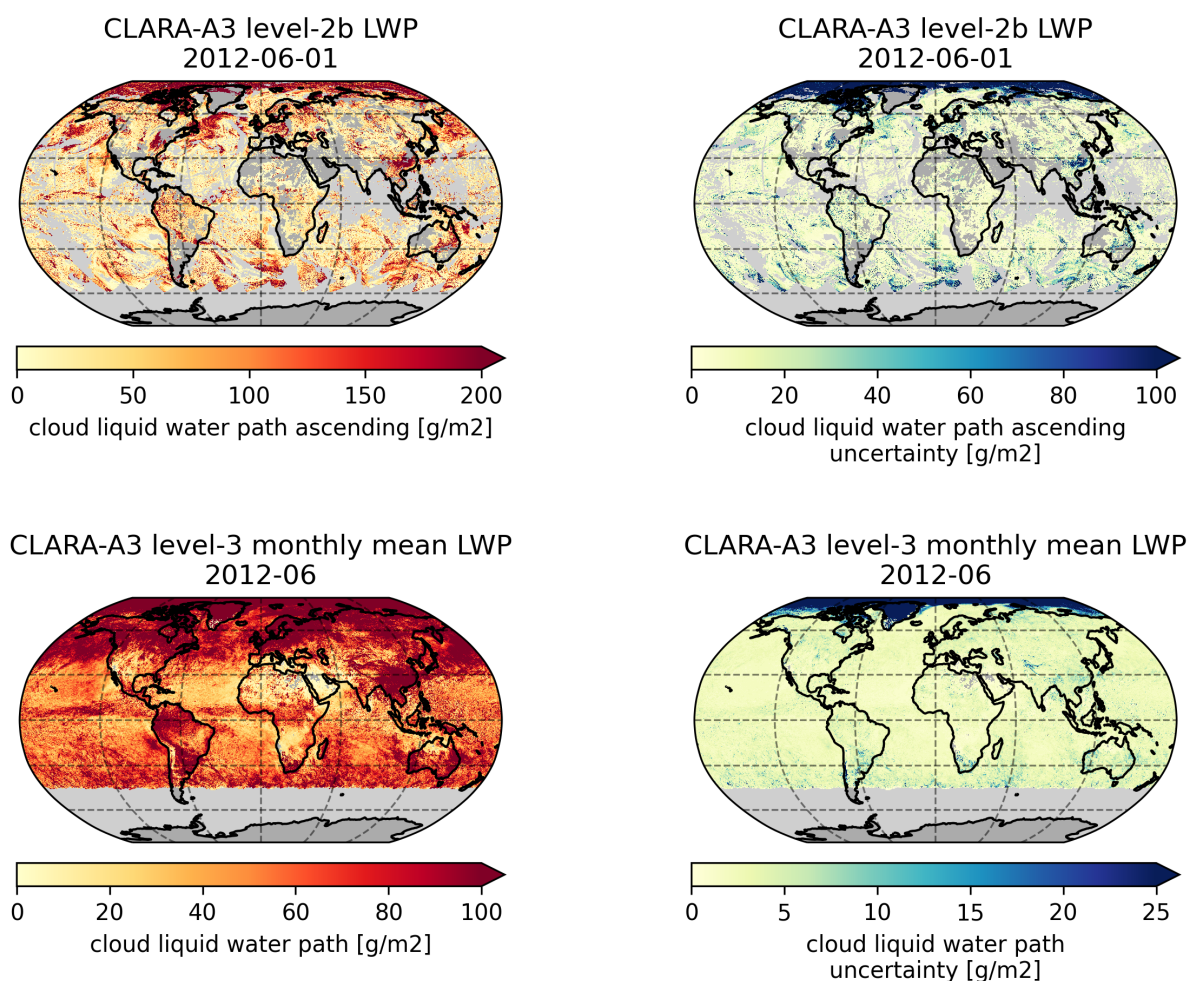 CLARA-A3 level-2b LWP
2012-06-01
0 50 100 150 200
cloud liquid water path ascending [g/m2]
CLARA-A3 level-2b LWP
2012-06-01
0 20 40 60 80 100
cloud liquid water path ascending
uncertainty [g/m2]
CLARA-A3 level-3 monthly mean LWP
2012-06
0 20 40 60 80 100
cloud liquid water path [g/m2]
CLARA-A3 level-3 monthly mean LWP
2012-06
0 5 10 15 20 25
cloud liquid water path
uncertainty [g/m2]